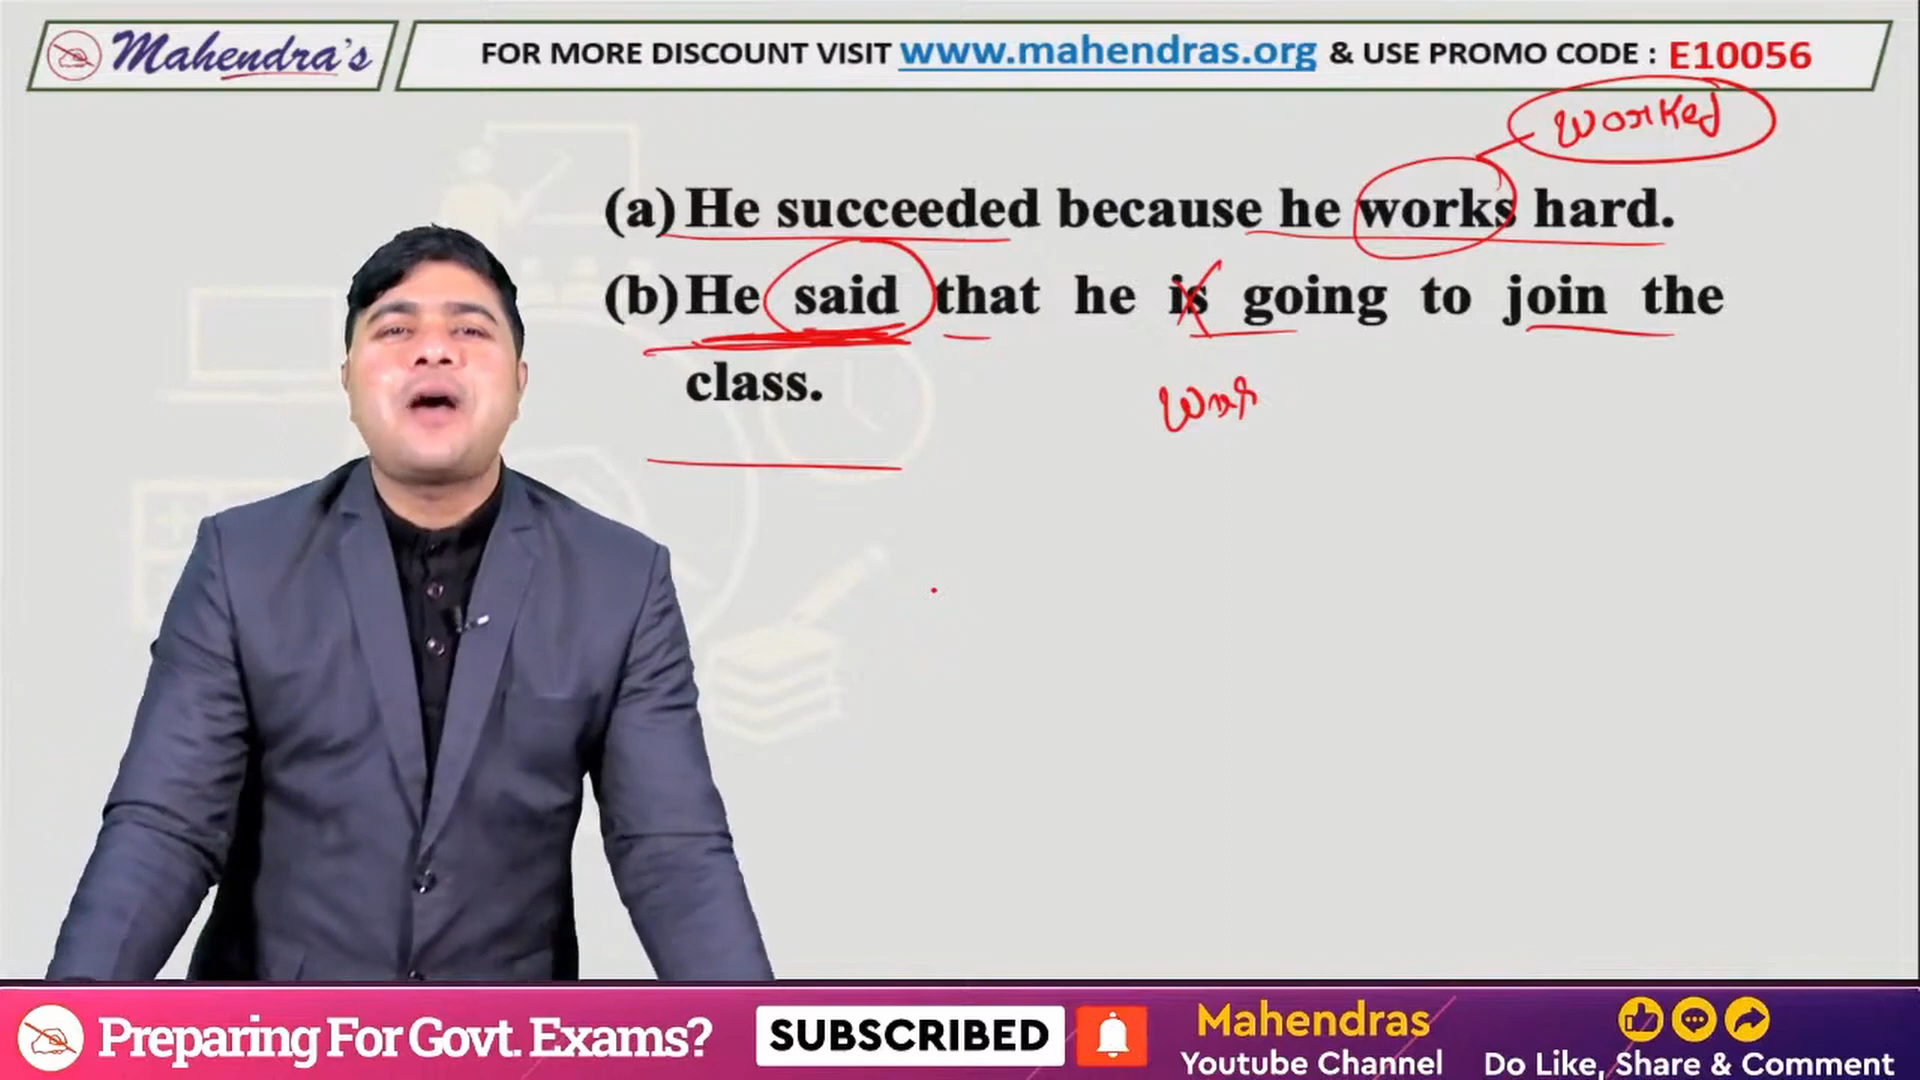 Mahendra's
FOR MORE DISCOUNT VISIT www.mahendras.org & USE PROMO CODE : E10056
worked
(a) He succeeded because he works hard.
(b) He said that he is going to join the
class.
was
Preparing For Govt. Exams?
SUBSCRIBED
Mahendras
Youtube Channel
Do Like, Share & Comment